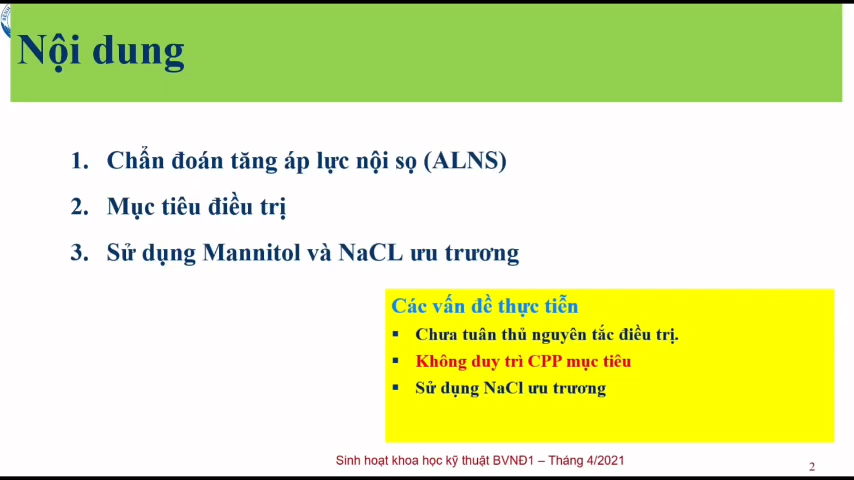 Nội dung
1. Chẩn đoán tăng áp lực nội sọ (ALNS)
2. Mục tiêu điều trị
3. Sử dụng Mannitol và NaCL ưu trương
Các vấn đề thực tiễn
▪ Chưa tuân thủ nguyên tắc điều trị.
▪ Không duy trì CPP mục tiêu
▪ Sử dụng NaCl ưu trương
Sinh hoạt khoa học kỹ thuật BVNĐ1 – Tháng 4/2021
2